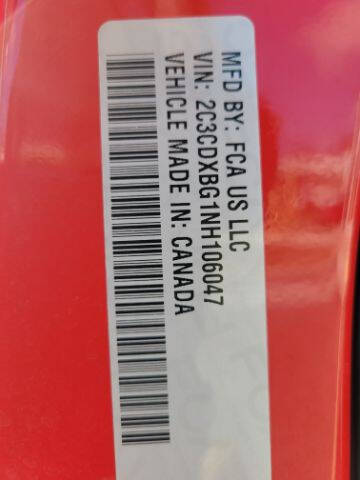 MFD BY: FCA US LLC
VIN: 2C3CDXBG1NH106047
VEHICLE MADE IN: CANADA